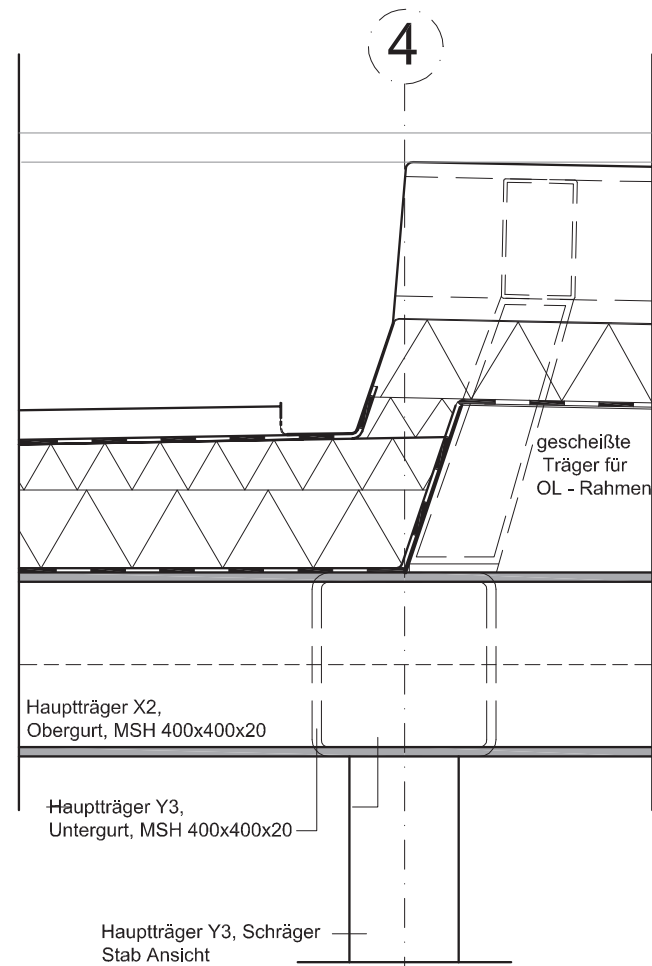 4
gescheißte
Träger für
OL - Rahmen
Hauptträger X2,
Obergurt, MSH 400x400x20
Hauptträger Y3,
Untergurt, MSH 400x400x20
Hauptträger Y3, Schräger
Stab Ansicht